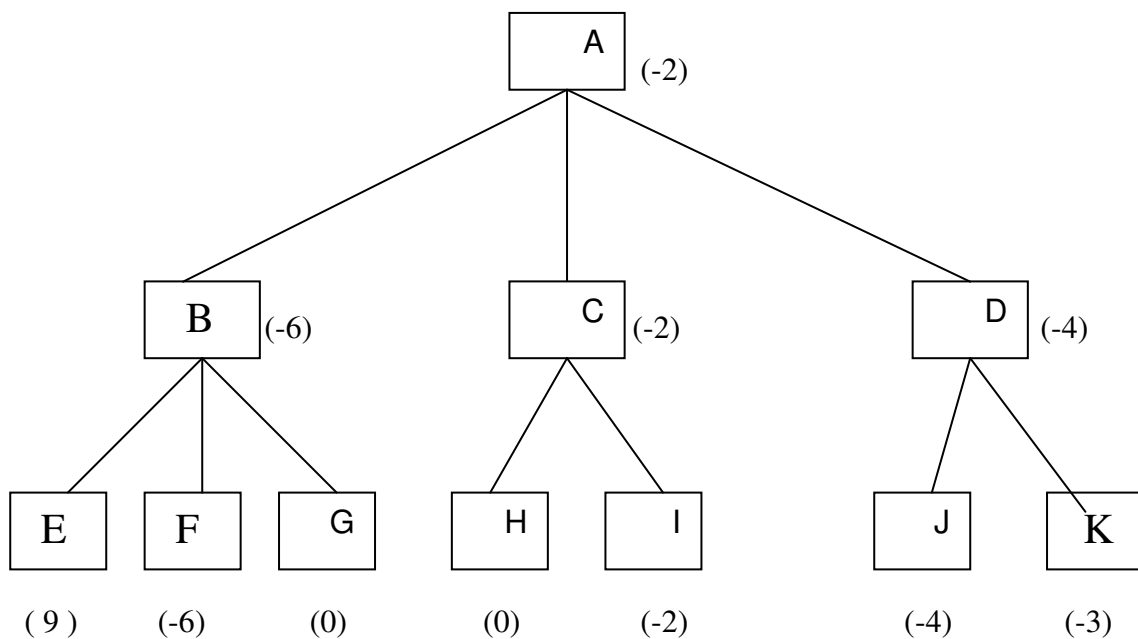 A
(-2)
B
(-6)
C
(-2)
D
(-4)
E
F
G
H
I
J
K
( 9 )
(-6)
(0)
(0)
(-2)
(-4)
(-3)